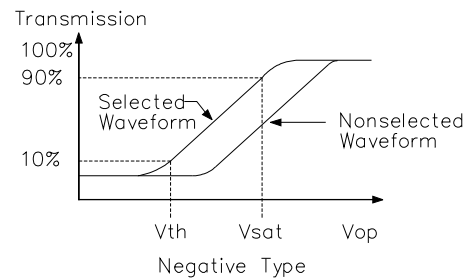 Transmission
100%
90%
Selected
Waveform
Nonselected
Waveform
10%
Vth
Vsat
Vop
Negative Type